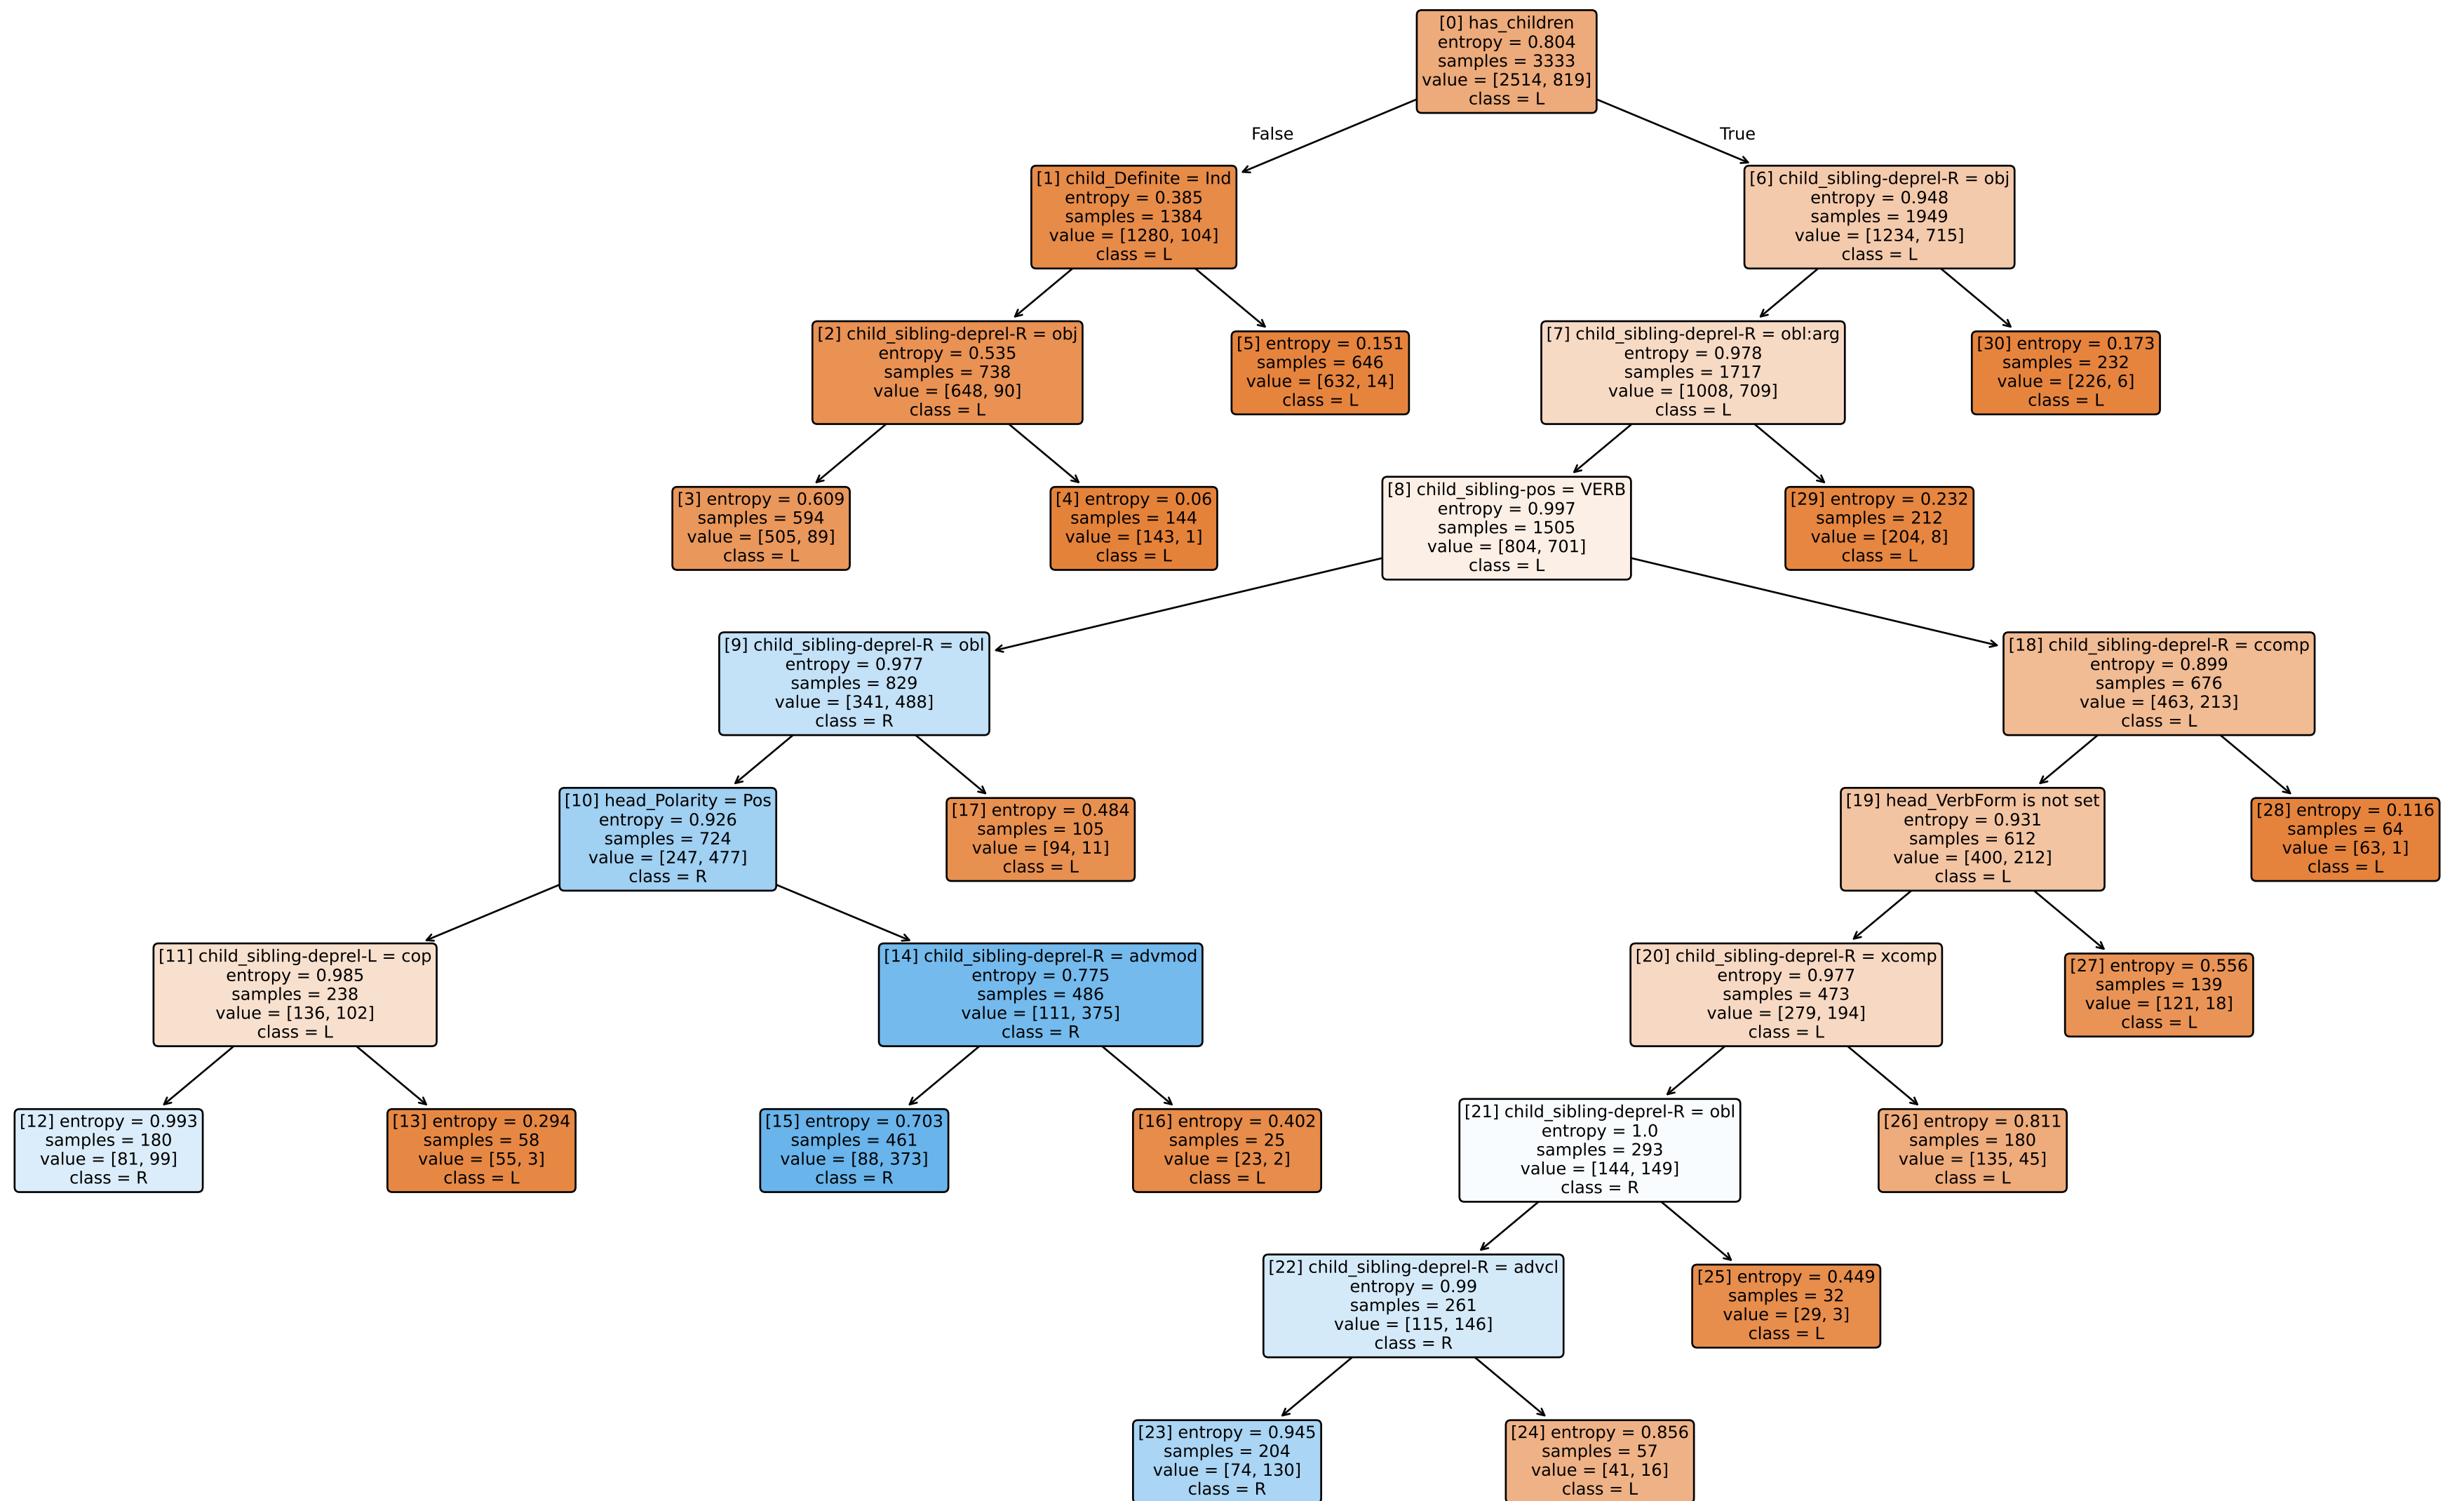 [0] has_children
entropy = 0.804
samples = 3333
value = [2514, 819]
class = L
False
True
[1] child_Definite = Ind
entropy = 0.385
samples = 1384
value = [1280, 104]
class = L
[6] child_sibling-deprel-R = obj
entropy = 0.948
samples = 1949
value = [1234, 715]
class = L
[2] child_sibling-deprel-R = obj
entropy = 0.535
samples = 738
value = [648, 90]
class = L
[5] entropy = 0.151
samples = 646
value = [632, 14]
class = L
[7] child_sibling-deprel-R = obl:arg
entropy = 0.978
samples = 1717
value = [1008, 709]
class = L
[30] entropy = 0.173
samples = 232
value = [226, 6]
class = L
[3] entropy = 0.609
samples = 594
value = [505, 89]
class = L
[4] entropy = 0.06
samples = 144
value = [143, 1]
class = L
[8] child_sibling-pos = VERB
entropy = 0.997
samples = 1505
value = [804, 701]
class = L
[29] entropy = 0.232
samples = 212
value = [204, 8]
class = L
[9] child_sibling-deprel-R = obl
entropy = 0.977
samples = 829
value = [341, 488]
class = R
[18] child_sibling-deprel-R = ccomp
entropy = 0.899
samples = 676
value = [463, 213]
class = L
[10] head_Polarity = Pos
entropy = 0.926
samples = 724
value = [247, 477]
class = R
[17] entropy = 0.484
samples = 105
value = [94, 11]
class = L
[19] head_VerbForm is not set
entropy = 0.931
samples = 612
value = [400, 212]
class = L
[28] entropy = 0.116
samples = 64
value = [63, 1]
class = L
[11] child_sibling-deprel-L = cop
entropy = 0.985
samples = 238
value = [136, 102]
class = L
[14] child_sibling-deprel-R = advmod
entropy = 0.775
samples = 486
value = [111, 375]
class = R
[20] child_sibling-deprel-R = xcomp
entropy = 0.977
samples = 473
value = [279, 194]
class = L
[27] entropy = 0.556
samples = 139
value = [121, 18]
class = L
[12] entropy = 0.993
samples = 180
value = [81, 99]
class = R
[13] entropy = 0.294
samples = 58
value = [55, 3]
class = L
[15] entropy = 0.703
samples = 461
value = [88, 373]
class = R
[16] entropy = 0.402
samples = 25
value = [23, 2]
class = L
[21] child_sibling-deprel-R = obl
entropy = 1.0
samples = 293
value = [144, 149]
class = R
[26] entropy = 0.811
samples = 180
value = [135, 45]
class = L
[22] child_sibling-deprel-R = advcl
entropy = 0.99
samples = 261
value = [115, 146]
class = R
[25] entropy = 0.449
samples = 32
value = [29, 3]
class = L
[23] entropy = 0.945
samples = 204
value = [74, 130]
class = R
[24] entropy = 0.856
samples = 57
value = [41, 16]
class = L